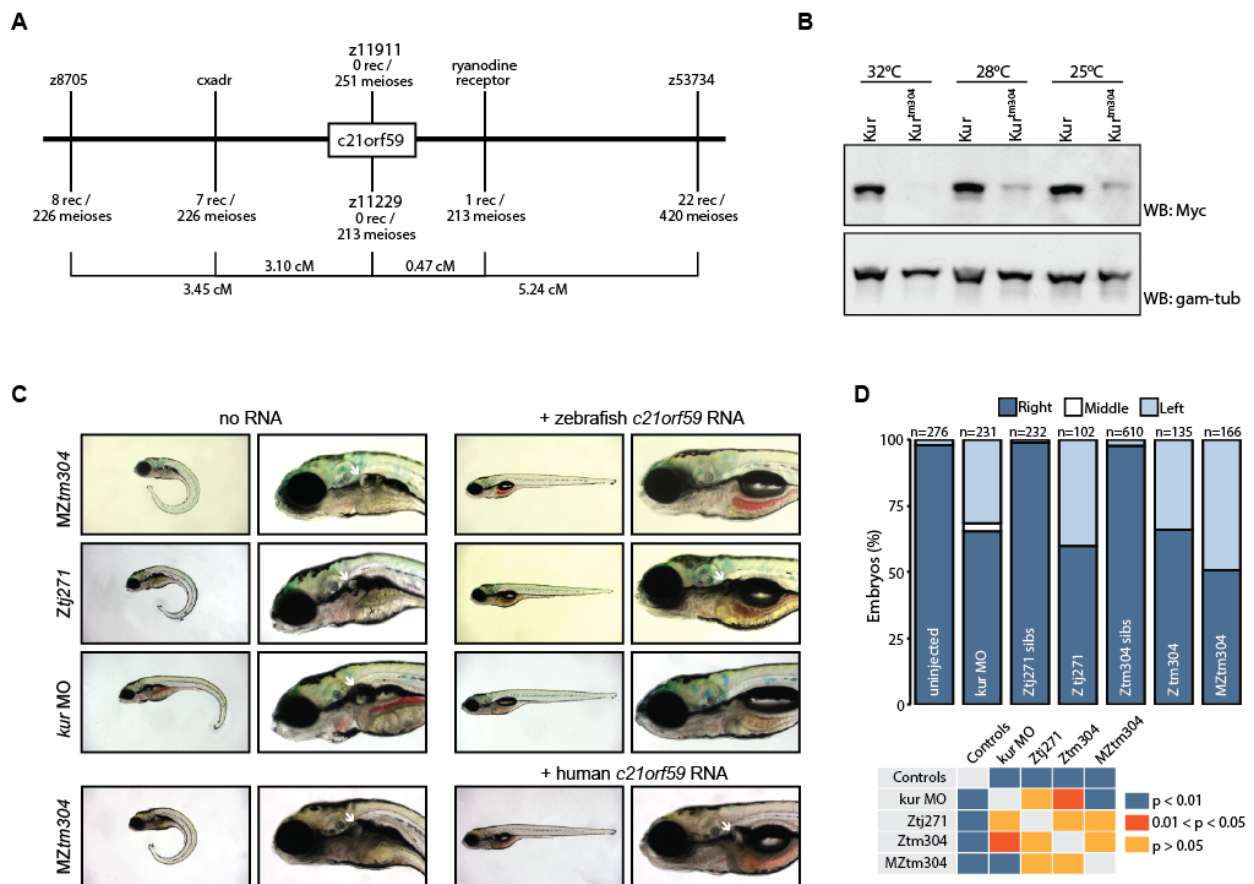 A
z8705
cxadr
z11911
0 rec /
251 meioses
ryanodine
receptor
z53734
c21orf59
8 rec /
226 meioses
7 rec /
226 meioses
z11229
0 rec /
213 meioses
1 rec /
213 meioses
22 rec /
420 meioses
3.10 cM
0.47 cM
3.45 cM
5.24 cM
B
32ºC 28ºC 25ºC
Kur Kurtm304 Kur Kurtm304 Kur Kurtm304
WB: Myc
WB: gam-tub
C
no RNA
+ zebrafish c21orf59 RNA
MZtm304
Ztj271
kur MO
+ human c21orf59 RNA
MZtm304
D
Right Middle Left
n=276 n=231 n=232 n=102 n=610 n=135 n=166
100
75
50
25
0
Embryos (%)
uninjected
kur MO
Ztj271 sibs
Z tj271
Ztm304 sibs
Z tm304
MZtm304
Controls kur MO Ztj271 Ztm304 MZtm304
Controls
kur MO
Ztj271
Ztm304
MZtm304
p < 0.01
0.01 < p < 0.05
p > 0.05